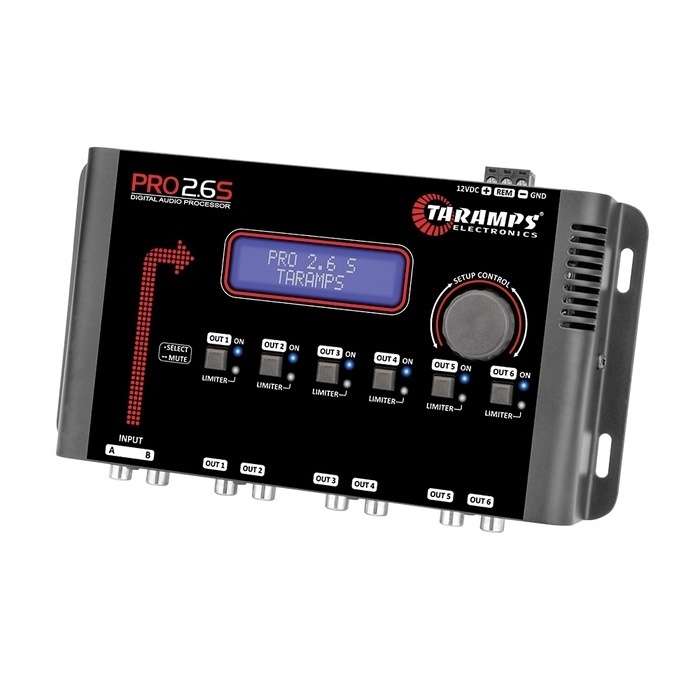 12VDC + REM - GND
PRO 2.6S
DIGITAL AUDIO PROCESSOR
TARAMPS®
ELECTRONICS
PRO 2.6 S
TARAMPS
SETUP CONTROL
•SELECT
•• MUTE
OUT 1 ON
OUT 2 ON
OUT 3 ON
OUT 4 ON
OUT 5 ON
OUT 6 ON
LIMITER
LIMITER
LIMITER
LIMITER
LIMITER
LIMITER
INPUT
A B
OUT 1 OUT 2
OUT 3 OUT 4
OUT 5 OUT 6